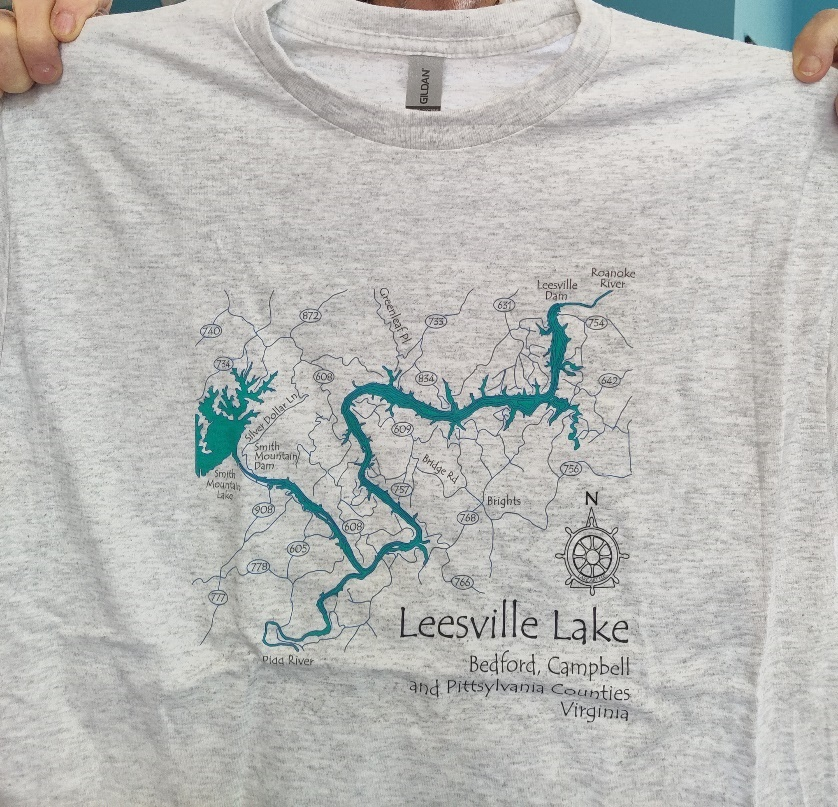 GILDAN
Roanoke
River
Leesville
Dam
Greenleaf Pl
631
872
733
754
740
734
608
834
642
Silver Dollar Ln
609
Smith
Mountain
Dam
Bridge Rd
756
Smith
Mountain
Lake
757
Brights
908
768
N
608
605
778
766
777
Leesville Lake
Pigg River
Bedford, Campbell
and Pittsylvania Counties
Virginia